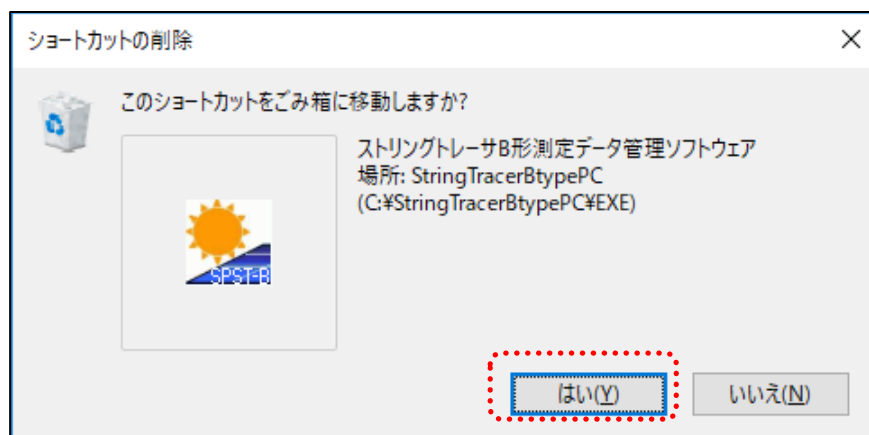 ショートカットの削除
このショートカットをごみ箱に移動しますか?
ストリングトレーサB形測定データ管理ソフトウェア
場所: StringTracerBtypePC
(C:¥StringTracerBtypePC¥EXE)
SPST-B
はい(Y)
いいえ(N)